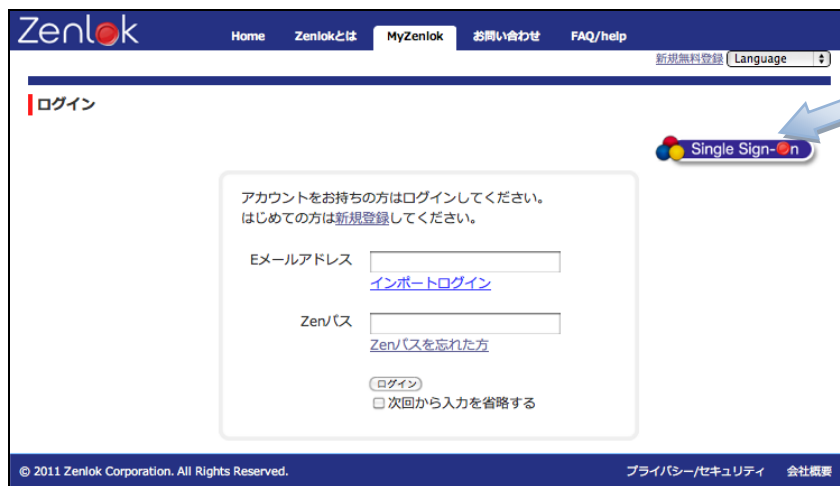 Zenlok
Home Zenlokとは MyZenlok お問い合わせ FAQ/help
新規無料登録 Language
ログイン
Single Sign-On
アカウントをお持ちの方はログインしてください。
はじめての方は新規登録してください。
Eメールアドレス
インポートログイン
Zenパス
Zenパスを忘れた方
ログイン
次回から入力を省略する
© 2011 Zenlok Corporation. All Rights Reserved. プライバシー/セキュリティ 会社概要